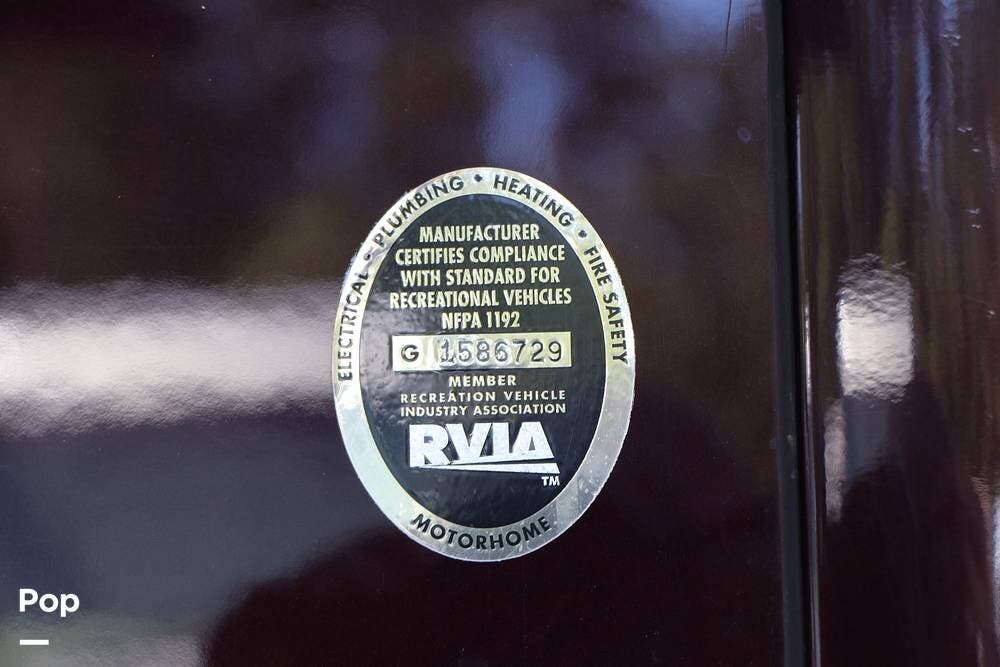 ELECTRICAL • PLUMBING • HEATING • FIRE SAFETY
MANUFACTURER
CERTIFIES COMPLIANCE
WITH STANDARD FOR
RECREATIONAL VEHICLES
NFPA 1192
G 1586729
MEMBER
RECREATION VEHICLE
INDUSTRY ASSOCIATION
RVIA
TM
MOTORHOME
Pop